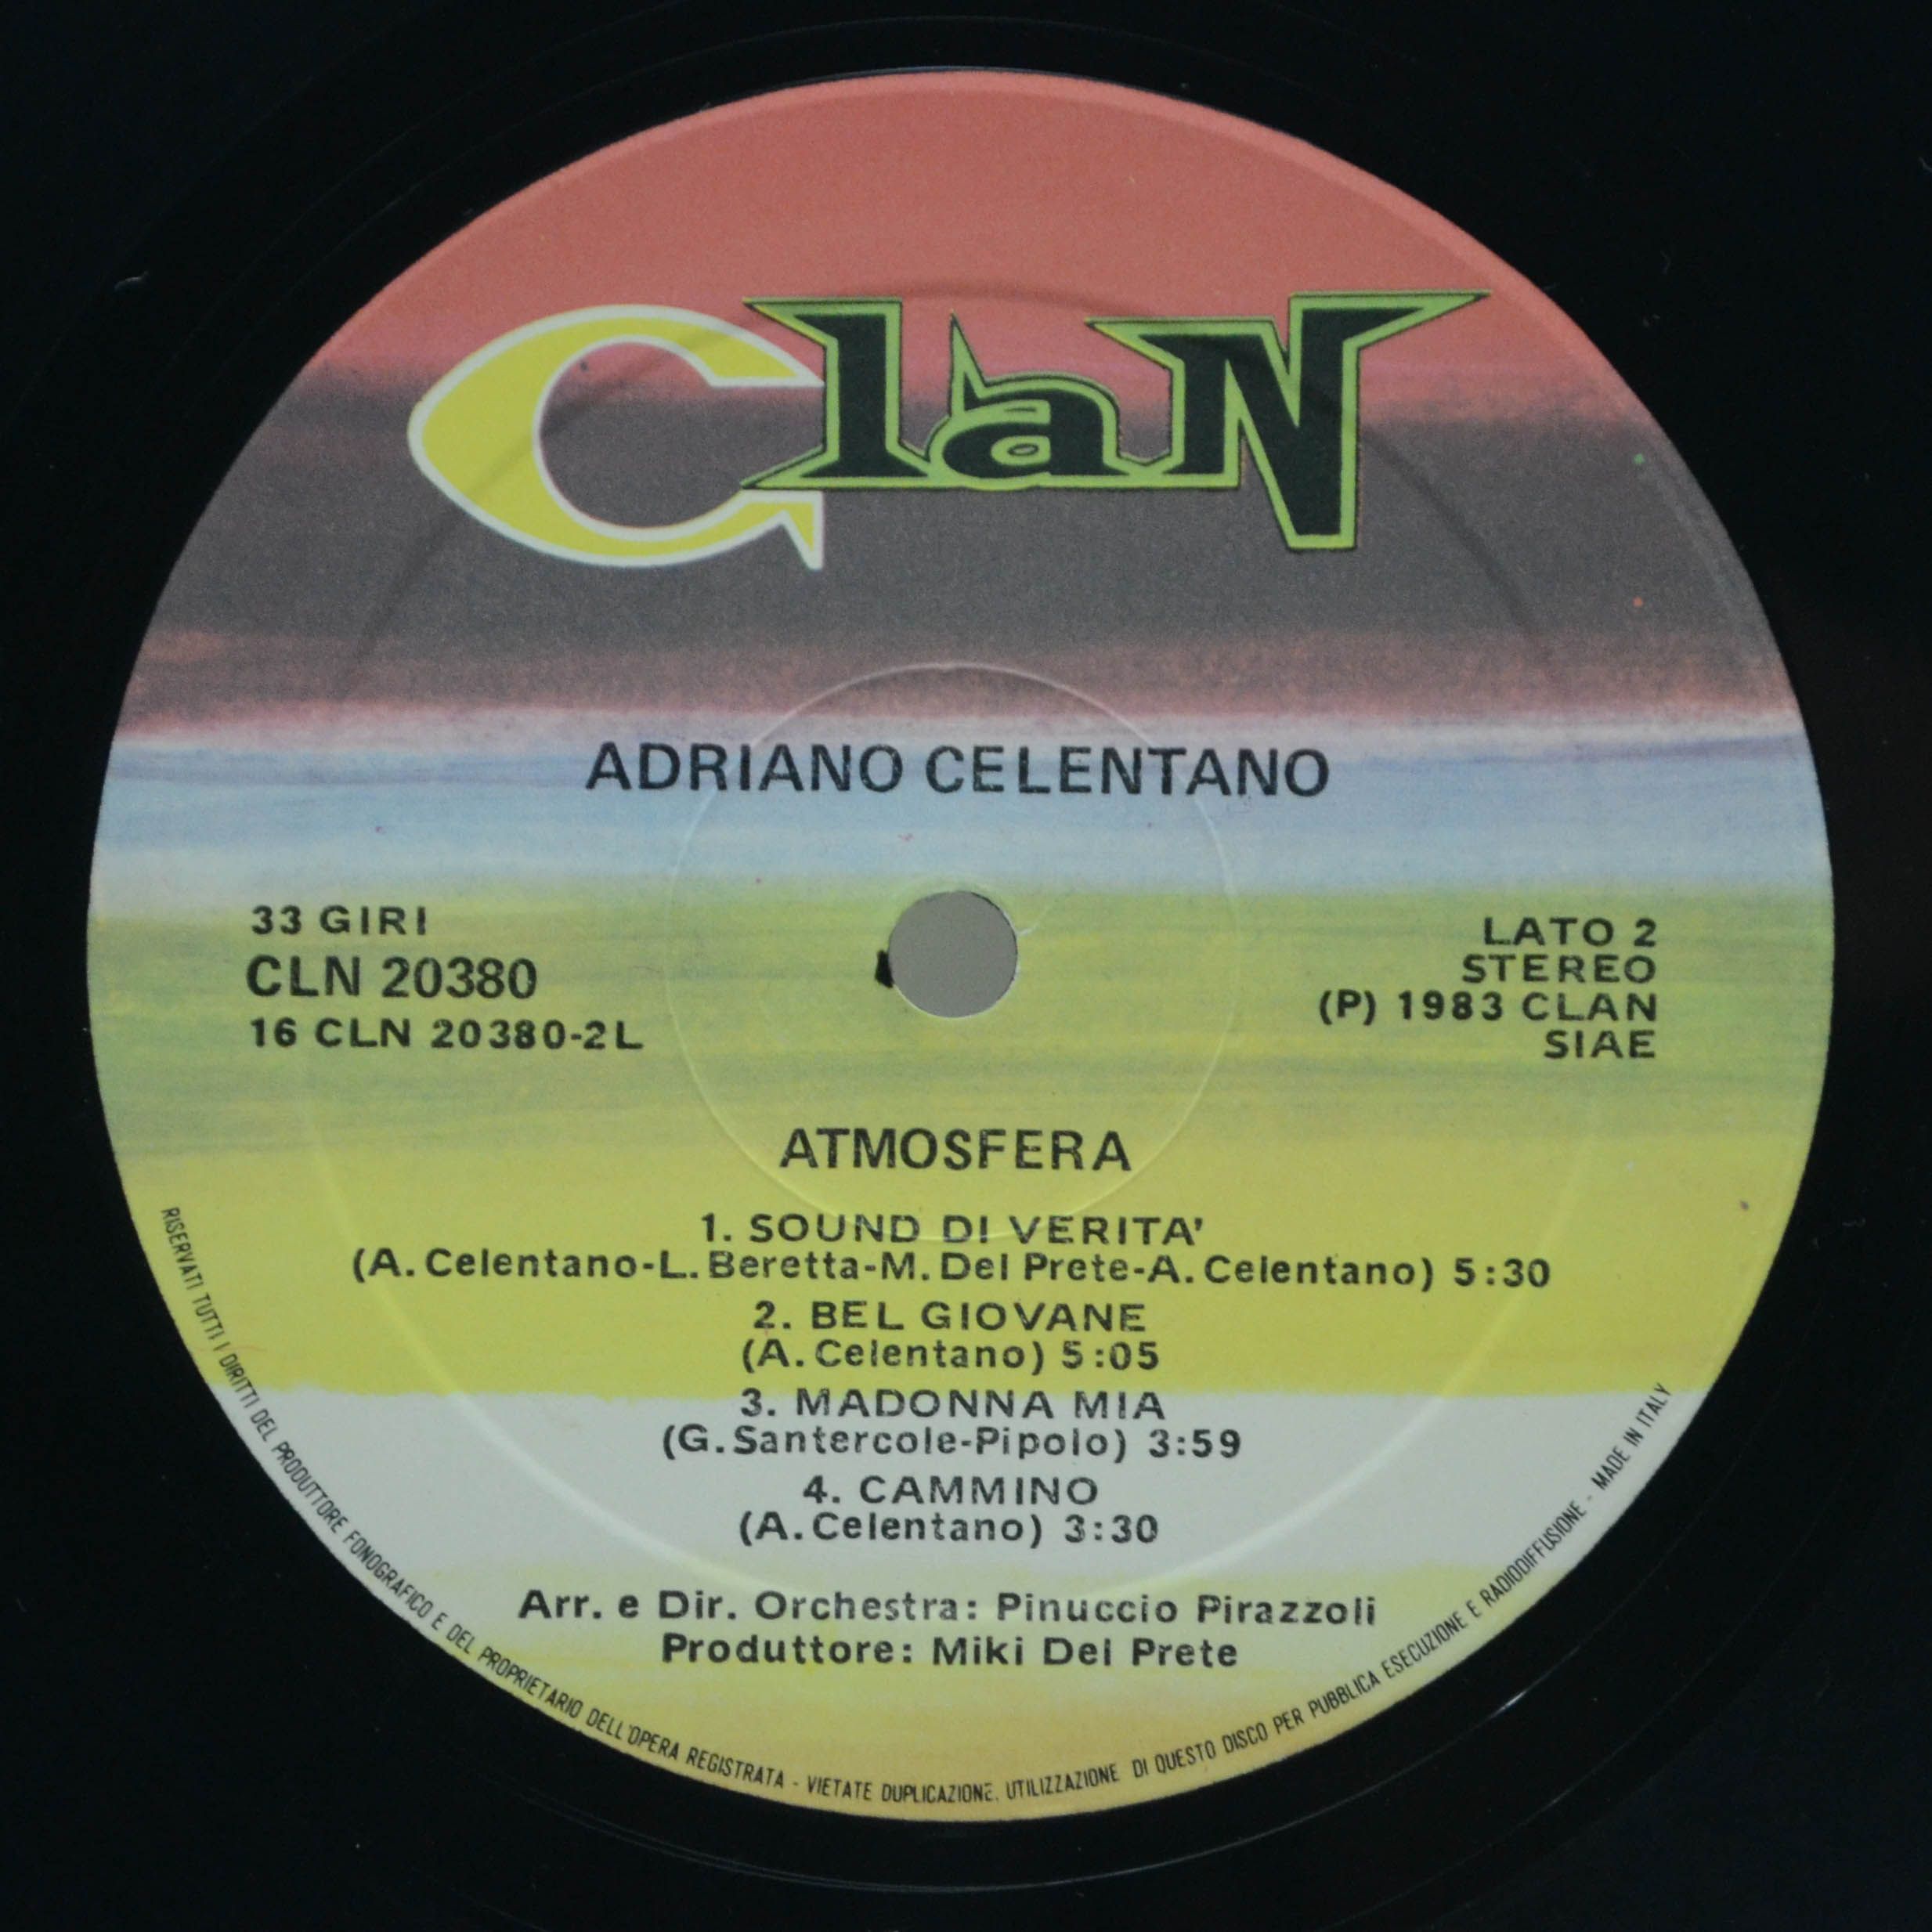 ClaN
ADRIANO CELENTANO
33 GIRI
CLN 20380
16 CLN 20380-2L
LATO 2
STEREO
(P) 1983 CLAN
SIAE
ATMOSFERA
1. SOUND DI VERITA'
(A. Celentano-L. Beretta-M. Del Prete-A. Celentano) 5:30
2. BEL GIOVANE
(A. Celentano) 5:05
3. MADONNA MIA
(G. Santercole-Pipolo) 3:59
4. CAMMINO
(A. Celentano) 3:30
Arr. e Dir. Orchestra: Pinuccio Pirazzoli
Produttore: Miki Del Prete
RISERVATI TUTTI I DIRITTI DEL PRODUTTORE FONOGRAFICO E DEL PROPRIETARIO DELL'OPERA REGISTRATA - VIETATE DUPLICAZIONE, UTILIZZAZIONE DI QUESTO DISCO PER PUBBLICA ESECUZIONE E RADIODIFFUSIONE - MADE IN ITALY